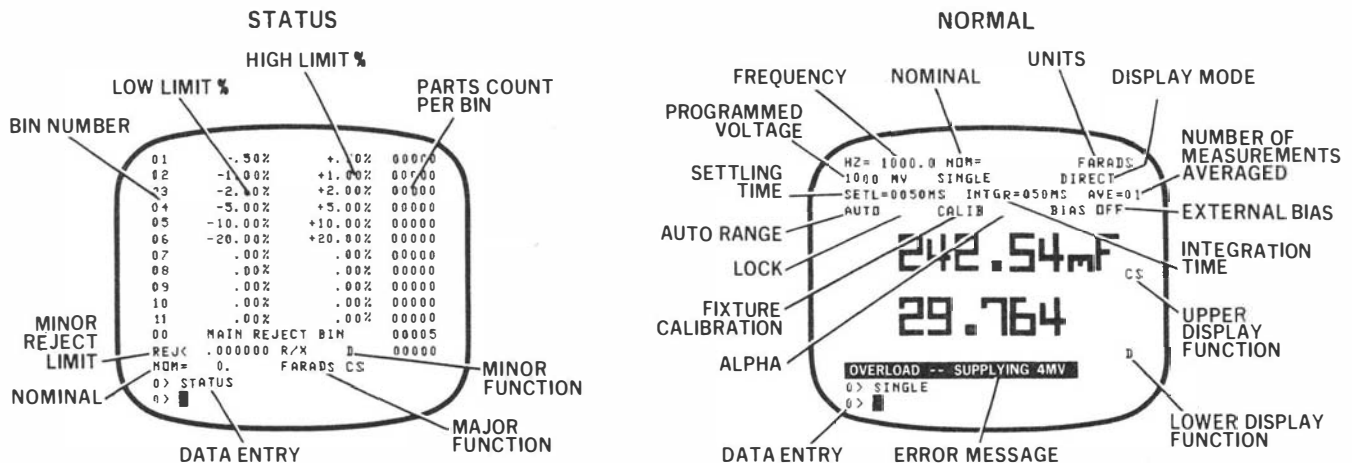 STATUS
HIGH LIMIT %
LOW LIMIT %
PARTS COUNT
PER BIN
BIN NUMBER
01 -.50% 00000
02 +1.00%
-2.00% +2.00% 00000
04 -5.00% +5.00% 00000
05 -10.00% +10.00% 00000
06 -20.00% +20.00% 00000
07 .00% .00% 00000
08 .00% .00% 00000
09 .00% .00% 00000
10 .00% .00% 00000
11 .00% .00% 00000
00 MAIN REJECT BIN 00005
REJ< .000000 R/X D 00000
NOM= 0. FARADS CS
0> STATUS
0>
MINOR
REJECT
LIMIT
NOMINAL
DATA ENTRY
MINOR
FUNCTION
MAJOR
FUNCTION
NORMAL
FREQUENCY
NOMINAL
UNITS
DISPLAY MODE
PROGRAMMED
VOLTAGE
NUMBER OF
MEASUREMENTS
AVERAGED
SETTLING
TIME
HZ= 1000.0 NOM= FARADS
1000 MV SINGLE DIRECT
SETL=0050MS INTGR=050MS AVE=01
AUTO CALIB BIAS OFF
EXTERNAL BIAS
AUTO RANGE
LOCK
INTEGRATION
TIME
242.54mF
CS
FIXTURE
CALIBRATION
29.764
UPPER
DISPLAY
FUNCTION
ALPHA
D
OVERLOAD -- SUPPLYING 4MV
0> SINGLE
0>
LOWER DISPLAY
FUNCTION
DATA ENTRY
ERROR MESSAGE